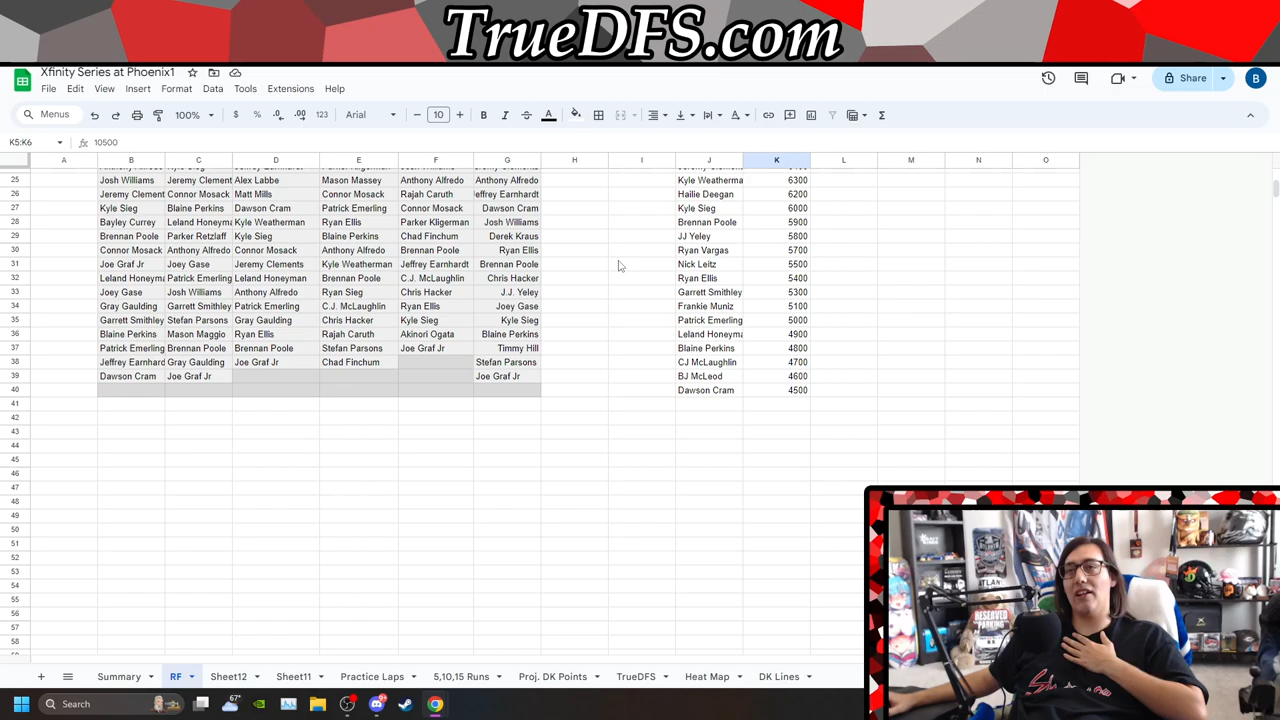 TrueDFS.com
Xfinity Series at Phoenix1
File Edit View Insert Format Data Tools Extensions Help
Share B
Menus 100% $ % .0 .00 123 Arial 10 B A
K5:K6 10500
A B C D E F G H I J K L M N O
25 Josh Williams Jeremy Clement Alex Labbe Mason Massey Anthony Alfredo effrey Earnhardt Kyle Weatherma 6300
26 Jeremy Clement Connor Mosack Matt Mills Connor Mosack Rajah Caruth Hailie Deegan 6200
27 Kyle Sieg Blaine Perkins Dawson Cram Patrick Emerling Connor Mosack Dawson Cram Kyle Sieg 6000
28 Bayley Currey Leland Honeyma Kyle Weatherman Ryan Ellis Parker Kligerman Josh Williams Brennan Poole 5900
29 Brennan Poole Parker Retzlaff Kyle Sieg Blaine Perkins Chad Finchum Derek Kraus JJ Yeley 5800
30 Connor Mosack Anthony Alfredo Connor Mosack Anthony Alfredo Brennan Poole Ryan Ellis Ryan Vargas 5700
31 Joe Graf Jr Joey Gase Jeremy Clements Kyle Weatherman Jeffrey Earnhardt Brennan Poole Nick Leitz 5500
32 Leland Honeyma Patrick Emerling Leland Honeyman Brennan Poole C.J. McLaughlin Chris Hacker Ryan Ellis 5400
33 Joey Gase Josh Williams Anthony Alfredo Ryan Sieg Chris Hacker J.J. Yeley Garrett Smithley 5300
34 Gray Gaulding Garrett Smithley Patrick Emerling C.J. McLaughlin Ryan Ellis Joey Gase Frankie Muniz 5100
35 Garrett Smithley Stefan Parsons Gray Gaulding Chris Hacker Kyle Sieg Kyle Sieg Patrick Emerling 5000
36 Blaine Perkins Mason Maggio Ryan Ellis Rajah Caruth Akinori Ogata Blaine Perkins Leland Honeyma 4900
37 Patrick Emerling Brennan Poole Brennan Poole Stefan Parsons Joe Graf Jr Timmy Hill Blaine Perkins 4800
38 Jeffrey Earnhard Gray Gaulding Joe Graf Jr Chad Finchum Stefan Parsons CJ McLaughlin 4700
39 Dawson Cram Joe Graf Jr Joe Graf Jr BJ McLeod 4600
40 Dawson Cram 4500
41
42
43
44
45
46
47
48
49
50
51
52
53
54
55
56
57
58
RESERVED
PARKING
Summary RF Sheet12 Sheet11 Practice Laps 5,10,15 Runs Proj. DK Points TrueDFS Heat Map DK Lines
Search 67°